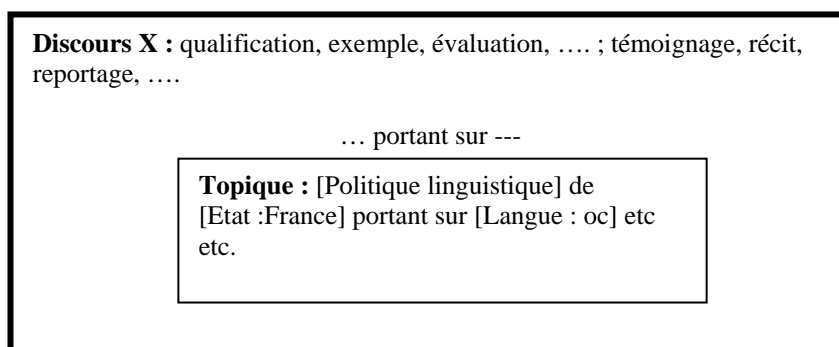 Discours X : qualification, exemple, évaluation, …. ; témoignage, récit,
reportage, ….
… portant sur ---
Topique : [Politique linguistique] de
[Etat :France] portant sur [Langue : oc] etc
etc.